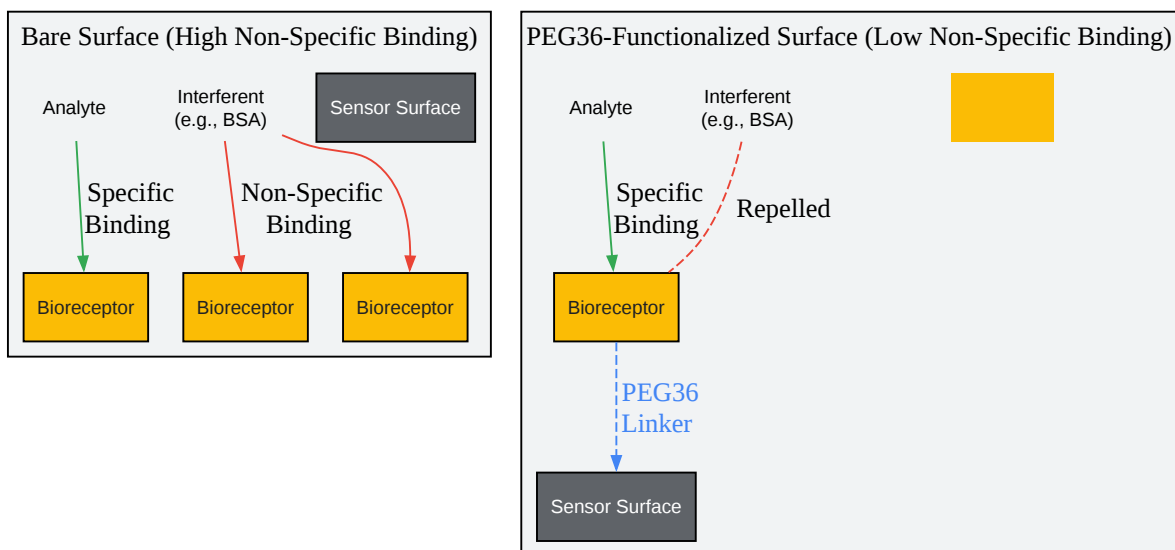 Bare Surface (High Non-Specific Binding)
Analyte
Interferent
(e.g., BSA)
Sensor Surface
Specific
Binding
Non-Specific
Binding
Bioreceptor
Bioreceptor
Bioreceptor
PEG36-Functionalized Surface (Low Non-Specific Binding)
Analyte
Interferent
(e.g., BSA)
Specific
Binding
Repelled
Bioreceptor
PEG36
Linker
Sensor Surface